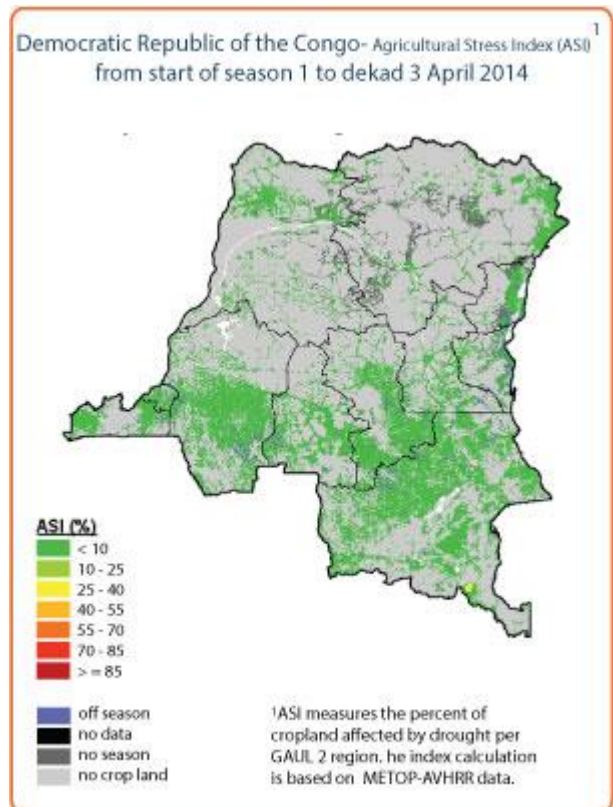 Democratic Republic of the Congo- Agricultural Stress Index (ASI) 1
from start of season 1 to dekad 3 April 2014
ASI (%)
< 10
10 - 25
25 - 40
40 - 55
55 - 70
70 - 85
> = 85
off season
no data
no season
no crop land
1ASI measures the percent of
cropland affected by drought per
GAUL 2 region. he index calculation
is based on METOP-AVHRR data.